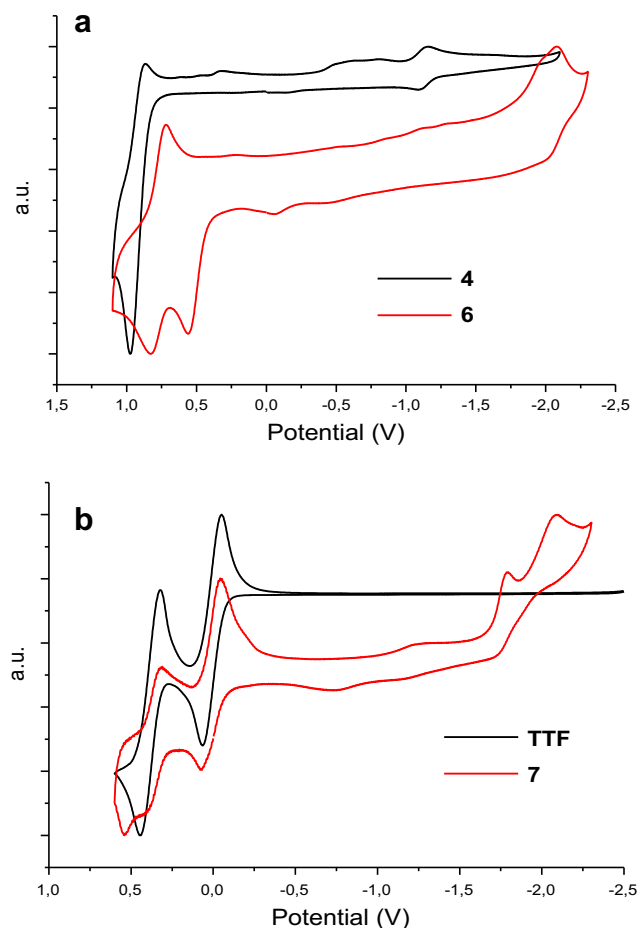 a
a.u.
4
6
1,5 1,0 0,5 0,0 -0,5 -1,0 -1,5 -2,0 -2,5
Potential (V)
b
a.u.
TTF
7
1,0 0,5 0,0 -0,5 -1,0 -1,5 -2,0 -2,5
Potential (V)